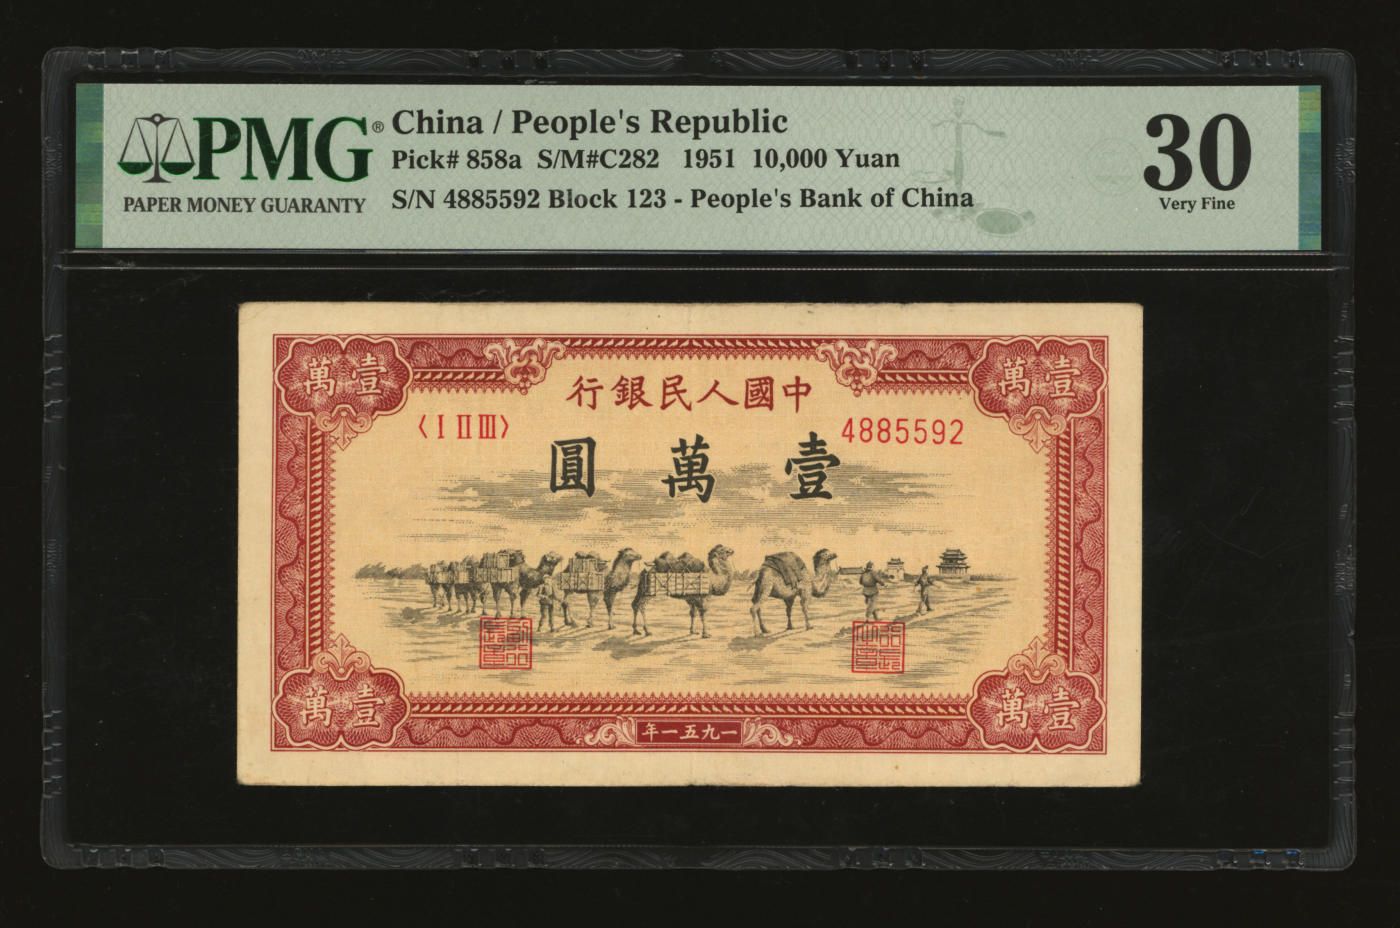 PMG®
PAPER MONEY GUARANTY
China / People's Republic
Pick# 858a S/M#C282 1951 10,000 Yuan
S/N 4885592 Block 123 - People's Bank of China
30
Very Fine
萬壹
萬壹
行銀民人國中
〈I II III〉
4885592
圓萬壹
萬壹
萬壹
年一五九一